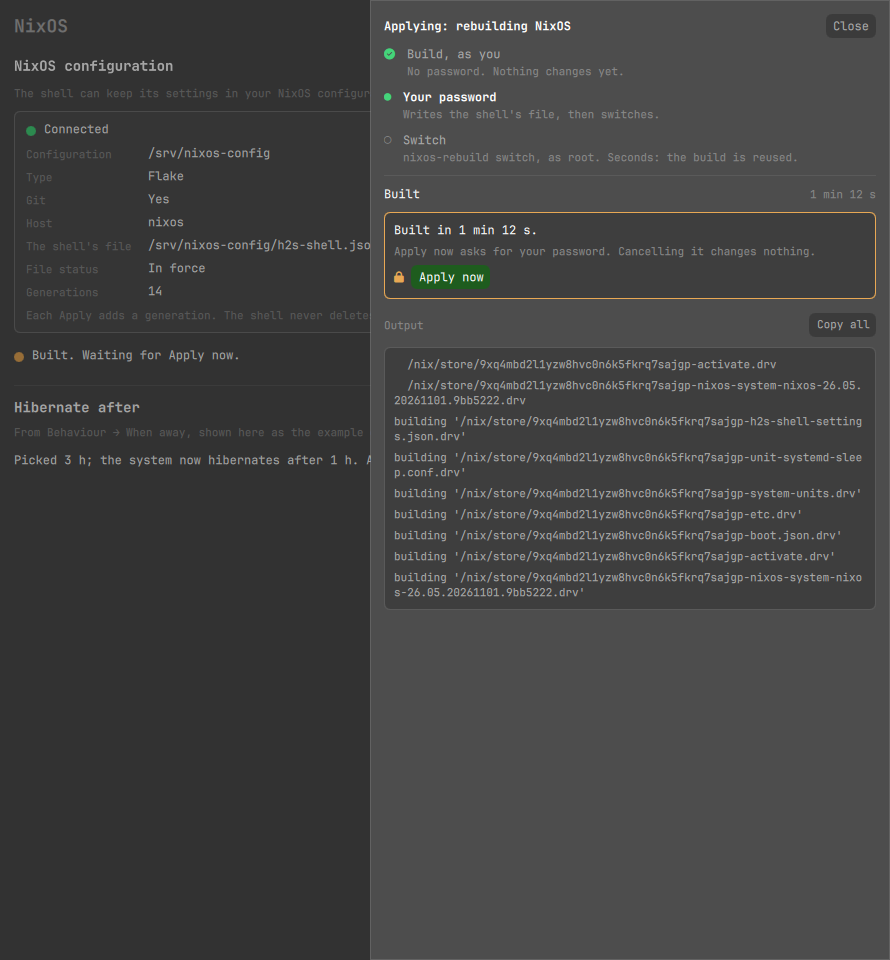 NixOS
NixOS configuration
The shell can keep its settings in your NixOS configur
Connected
Configuration /srv/nixos-config
Type Flake
Git Yes
Host nixos
The shell's file /srv/nixos-config/h2s-shell.jso
File status In force
Generations 14
Each Apply adds a generation. The shell never delete
Built. Waiting for Apply now.
Hibernate after
From Behaviour → When away, shown here as the example
Picked 3 h; the system now hibernates after 1 h. A
Applying: rebuilding NixOS
Close
Build, as you
No password. Nothing changes yet.
Your password
Writes the shell's file, then switches.
Switch
nixos-rebuild switch, as root. Seconds: the build is reused.
Built 1 min 12 s
Built in 1 min 12 s.
Apply now asks for your password. Cancelling it changes nothing.
Apply now
Output
Copy all
/nix/store/9xq4mbd2l1yzw8hvc0n6k5fkrq7sajgp-activate.drv
/nix/store/9xq4mbd2l1yzw8hvc0n6k5fkrq7sajgp-nixos-system-nixos-26.05.
20261101.9bb5222.drv
building '/nix/store/9xq4mbd2l1yzw8hvc0n6k5fkrq7sajgp-h2s-shell-setting
s.json.drv'
building '/nix/store/9xq4mbd2l1yzw8hvc0n6k5fkrq7sajgp-unit-systemd-slee
p.conf.drv'
building '/nix/store/9xq4mbd2l1yzw8hvc0n6k5fkrq7sajgp-system-units.drv'
building '/nix/store/9xq4mbd2l1yzw8hvc0n6k5fkrq7sajgp-etc.drv'
building '/nix/store/9xq4mbd2l1yzw8hvc0n6k5fkrq7sajgp-boot.json.drv'
building '/nix/store/9xq4mbd2l1yzw8hvc0n6k5fkrq7sajgp-activate.drv'
building '/nix/store/9xq4mbd2l1yzw8hvc0n6k5fkrq7sajgp-nixos-system-nixo
s-26.05.20261101.9bb5222.drv'